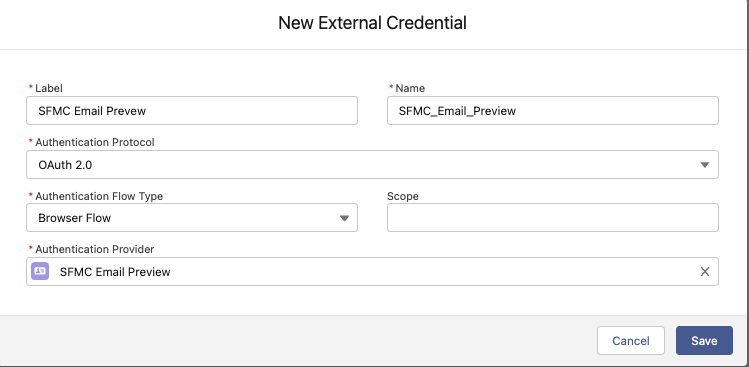 New External Credential
* Label
* Name
SFMC Email Prevew
SFMC_Email_Preview
* Authentication Protocol
OAuth 2.0
* Authentication Flow Type
Scope
Browser Flow
* Authentication Provider
SFMC Email Preview
Cancel
Save